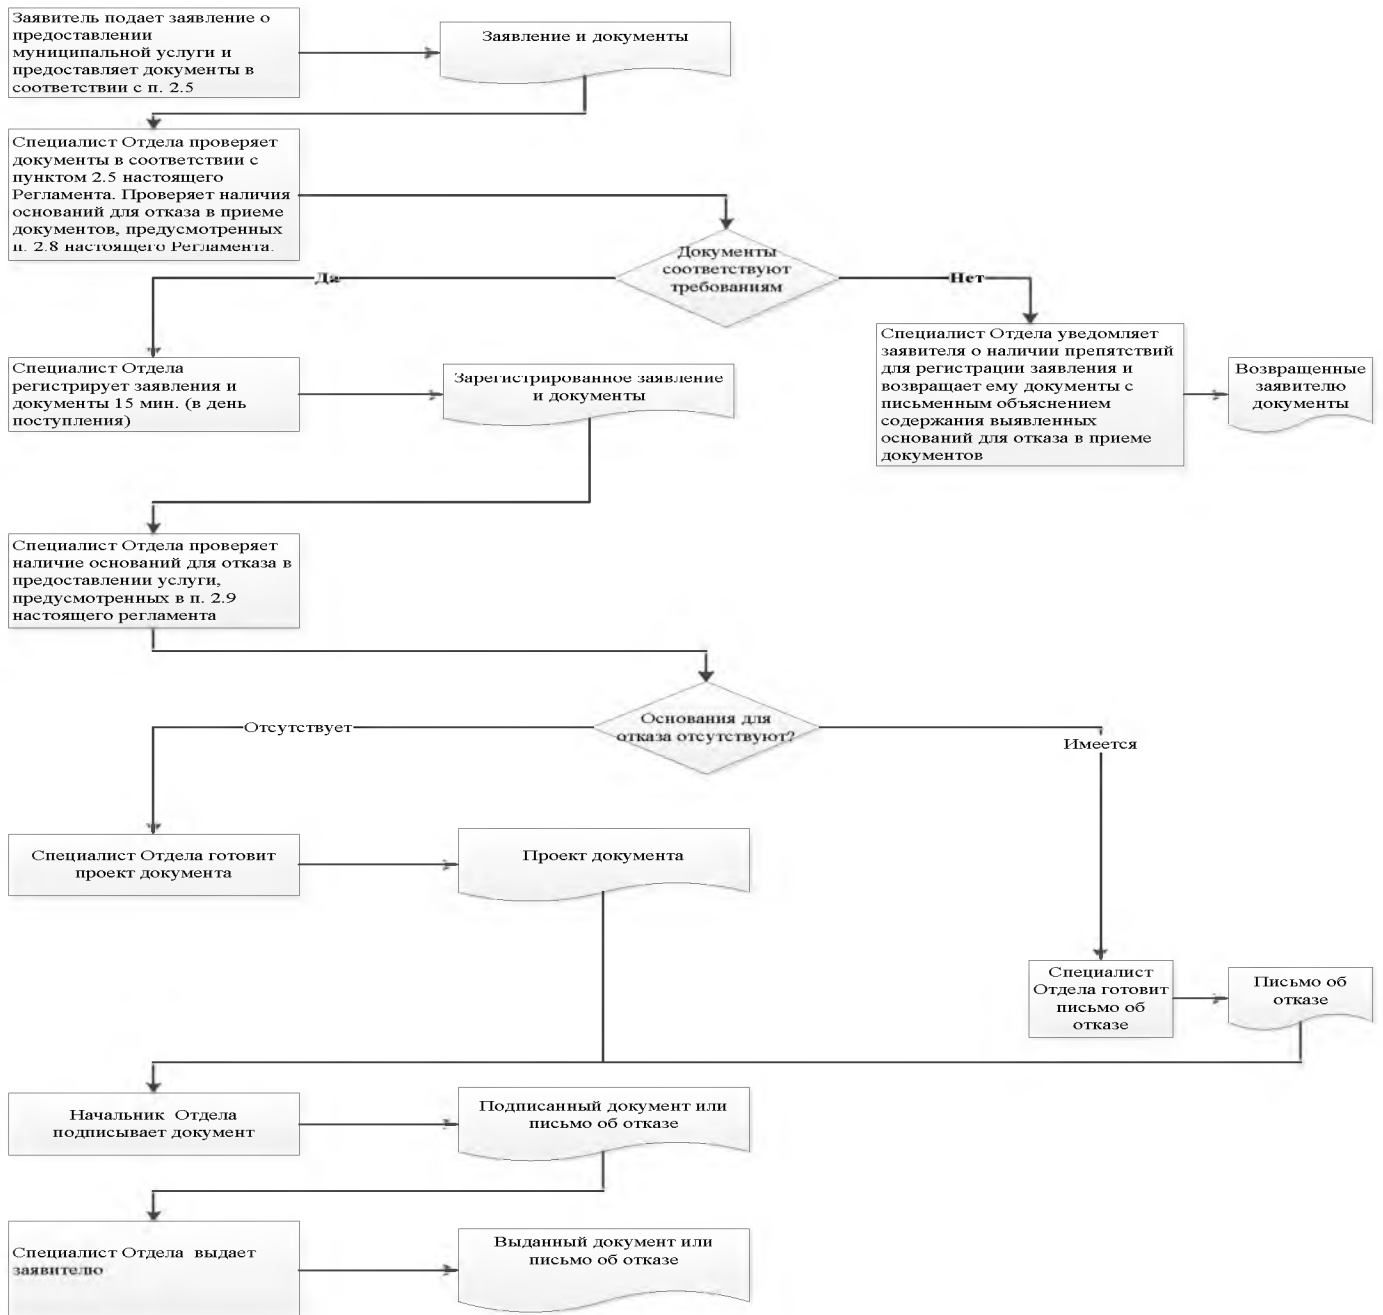 Заявитель подает заявление о
предоставлении
муниципальной услуги и
предоставляет документы в
соответствии с п. 2.5
Заявление и документы
Специалист Отдела проверяет
документы в соответствии с
пунктом 2.5 настоящего
Регламента. Проверяет наличия
оснований для отказа в приеме
документов, предусмотренных
п. 2.8 настоящего Регламента.
Документы
соответствуют
требованиям
Да
Нет
Специалист Отдела
регистрирует заявления и
документы 15 мин. (в день
поступления)
Зарегистрированное заявление
и документы
Специалист Отдела уведомляет
заявителя о наличии препятствий
для регистрации заявления и
возвращает ему документы с
письменным объяснением
содержания выявленных
оснований для отказа в приеме
документов
Возвращенные
заявителю
документы
Специалист Отдела проверяет
наличие оснований для отказа в
предоставлении услуги,
предусмотренных в п. 2.9
настоящего регламента
Основания для
отказа отсутствуют?
Отсутствует
Имеется
Специалист Отдела готовит
проект документа
Проект документа
Специалист
Отдела готовит
письмо об
отказе
Письмо об
отказе
Начальник  Отдела
подписывает документ
Подписанный документ или
письмо об отказе
Специалист Отдела  выдает
заявителю
Выданный документ или
письмо об отказе